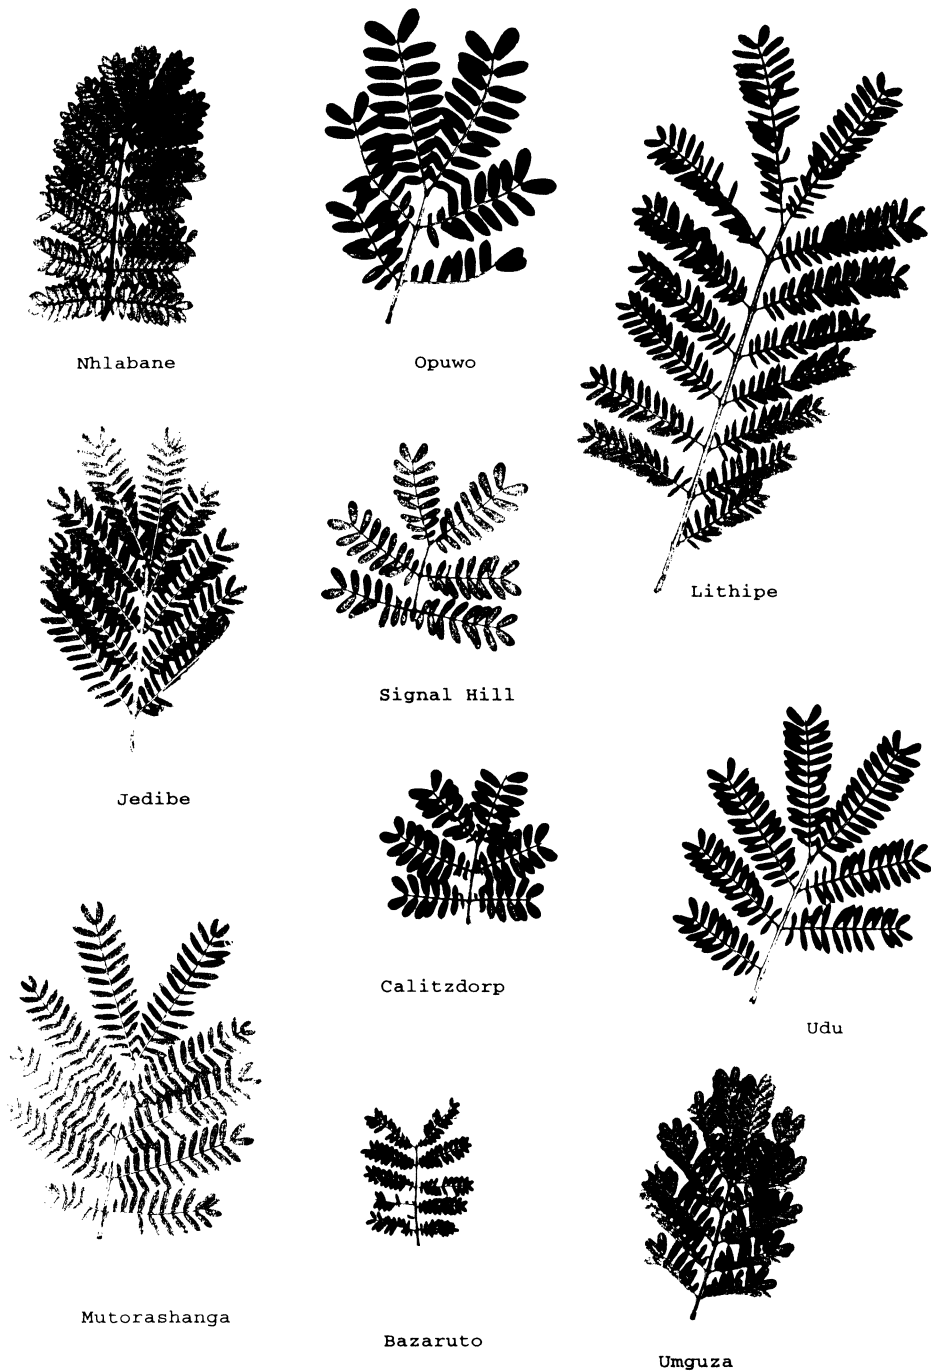 Nhlabane
Opuwo
Lithipe
Jedibe
Signal Hill
Calitzdorp
Udu
Mutorashanga
Bazaruto
Umguza